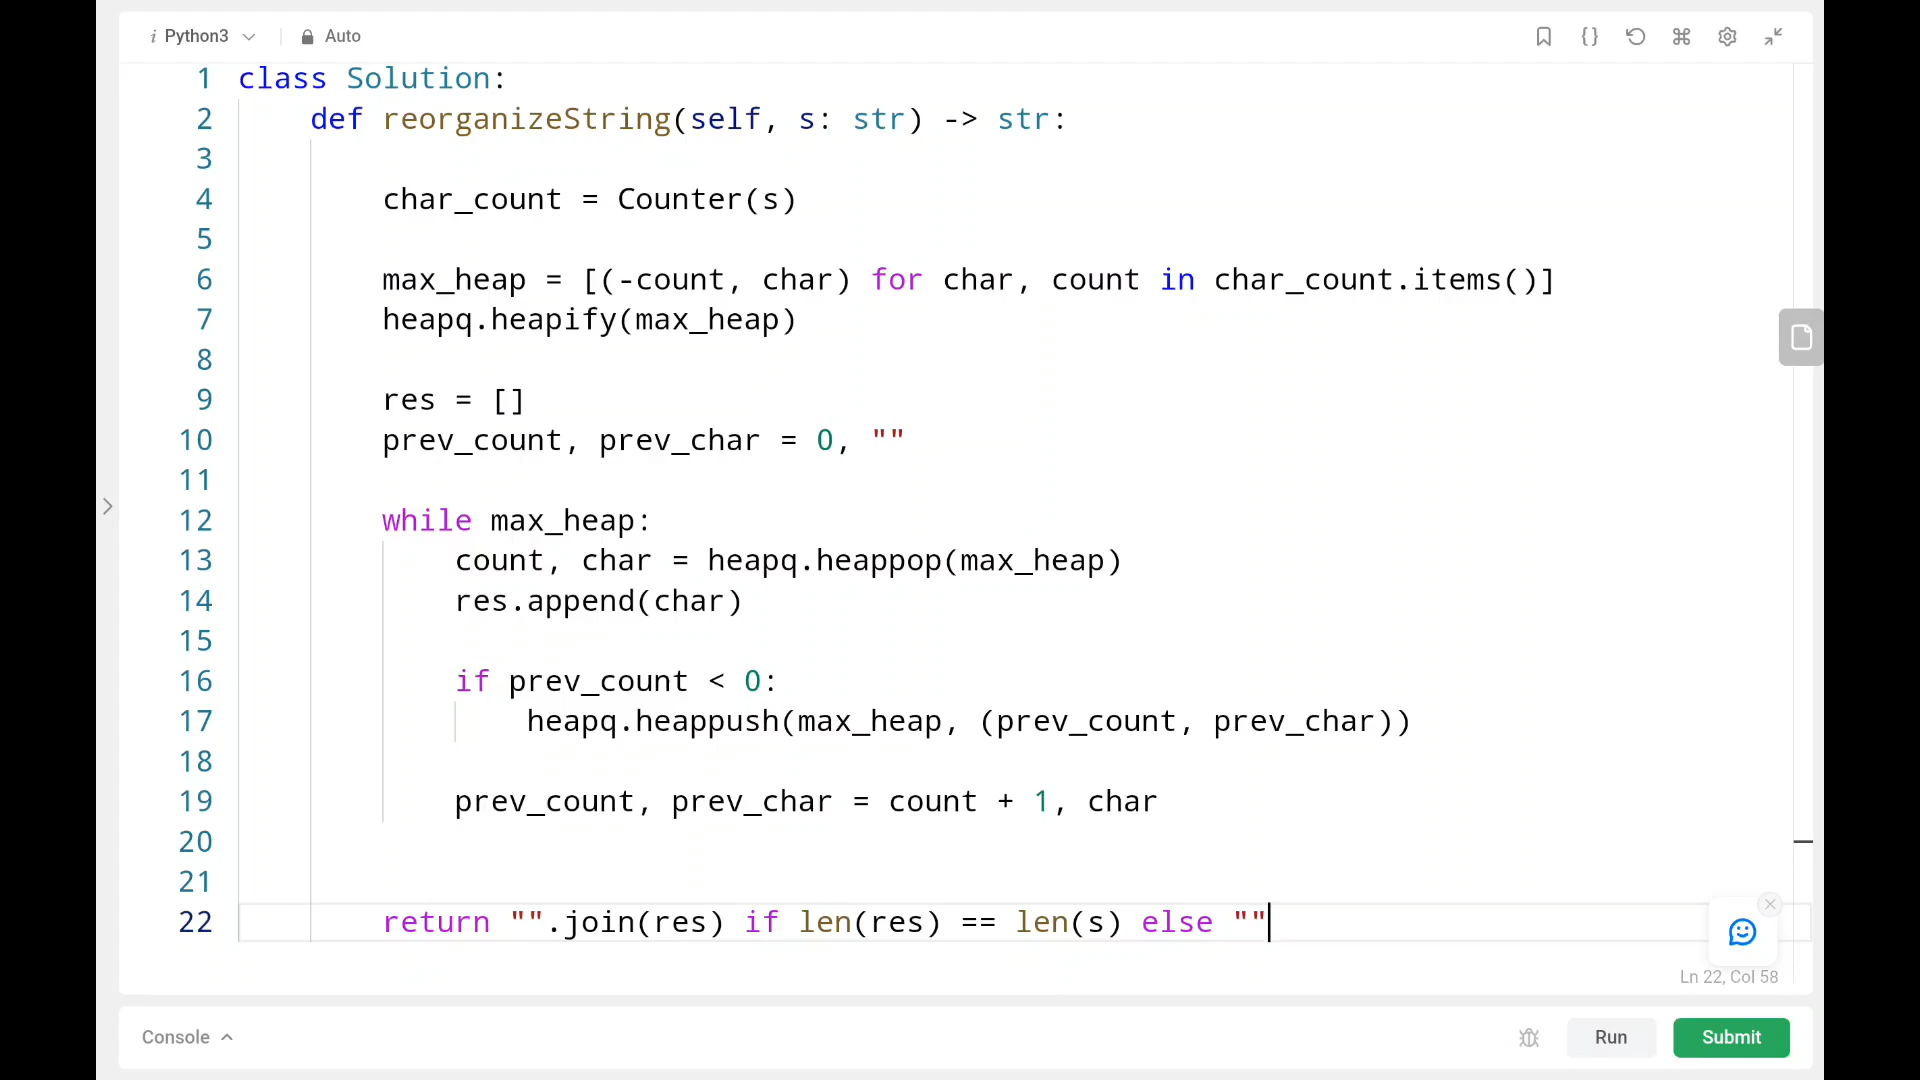 i Python3 Auto
1 class Solution:
2 def reorganizeString(self, s: str) -> str:
3
4 char_count = Counter(s)
5
6 max_heap = [(-count, char) for char, count in char_count.items()]
7 heapq.heapify(max_heap)
8
9 res = []
10 prev_count, prev_char = 0, ""
11
12 while max_heap:
13 count, char = heapq.heappop(max_heap)
14 res.append(char)
15
16 if prev_count < 0:
17 heapq.heappush(max_heap, (prev_count, prev_char))
18
19 prev_count, prev_char = count + 1, char
20
21
22 return "".join(res) if len(res) == len(s) else ""
Ln 22, Col 58
Console Run Submit